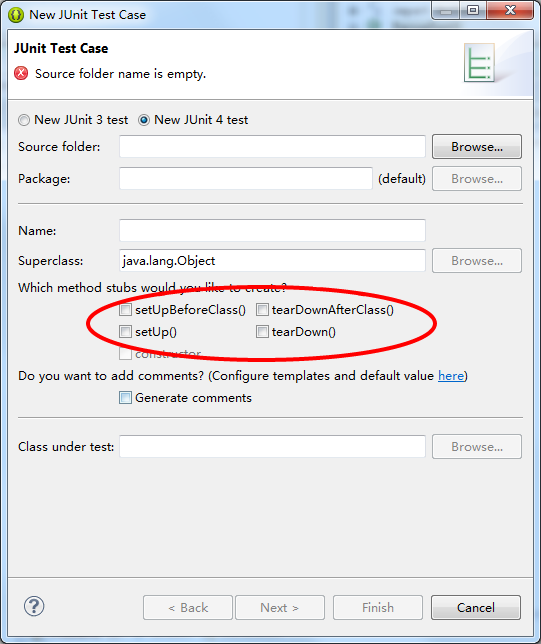 New JUnit Test Case
JUnit Test Case
Source folder name is empty.
New JUnit 3 test New JUnit 4 test
Source folder: Browse...
Package: (default) Browse...
Name:
Superclass: java.lang.Object Browse...
Which method stubs would you like to create?
setUpBeforeClass() tearDownAfterClass()
setUp() tearDown()
constructor
Do you want to add comments? (Configure templates and default value here)
Generate comments
Class under test: Browse...
? < Back Next > Finish Cancel